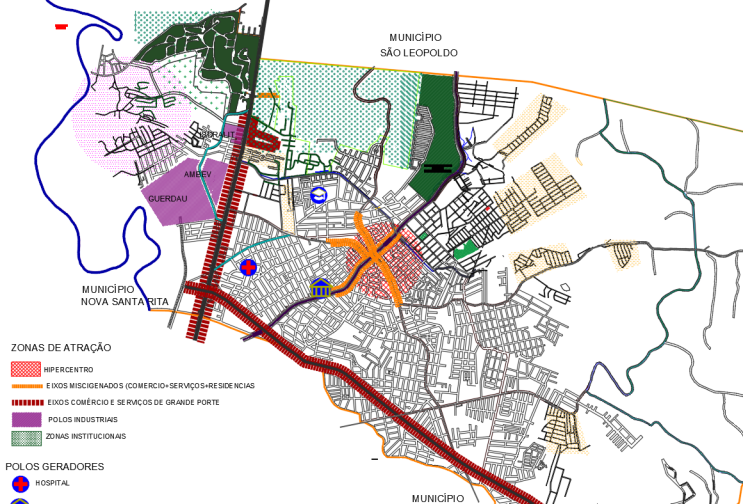 MUNICÍPIO
SÃO LEOPOLDO
AMBEV
GUERDAU
MUNICÍPIO
NOVA SANTA RITA
ZONAS DE ATRAÇÃO
HIPERCENTRO
EIXOS MISCIGENADOS (COMERCIO+SERVIÇOS+RESIDENCIAS
EIXOS COMÉRCIO E SERVIÇOS DE GRANDE PORTE
POLOS INDUSTRIAIS
ZONAS INSTITUCIONAIS
POLOS GERADORES
HOSPITAL
MUNICÍPIO